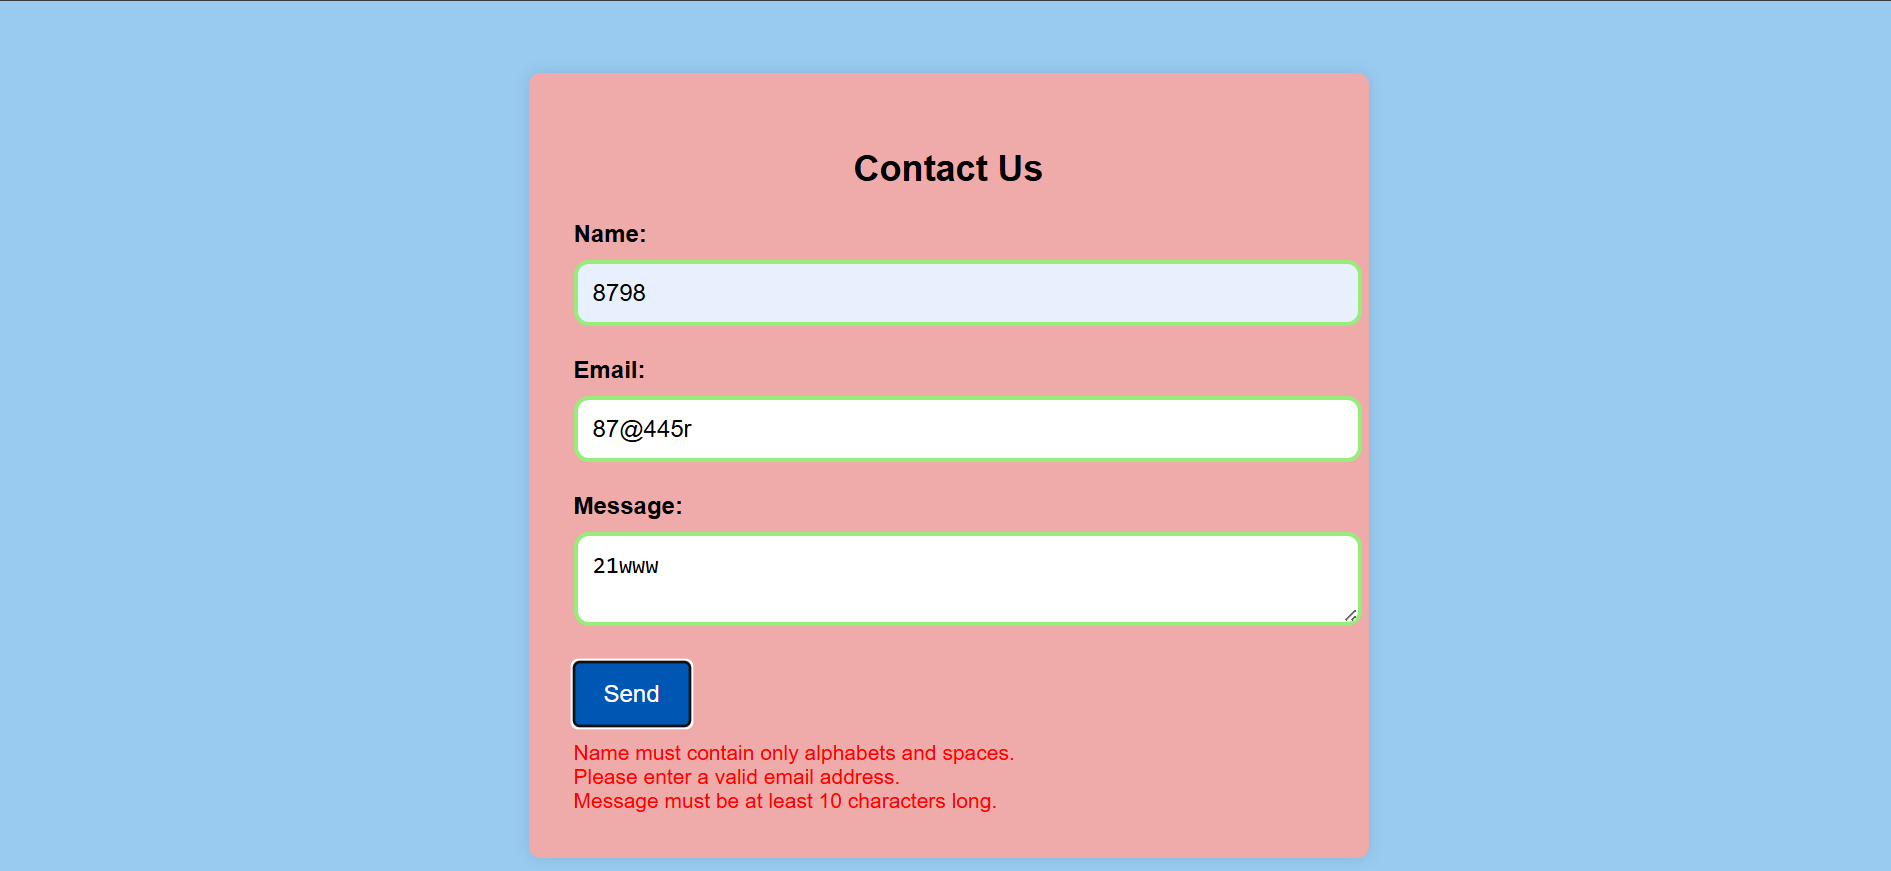 Contact Us
Name:
8798
Email:
87@445r
Message:
21www
Send
Name must contain only alphabets and spaces.
Please enter a valid email address.
Message must be at least 10 characters long.